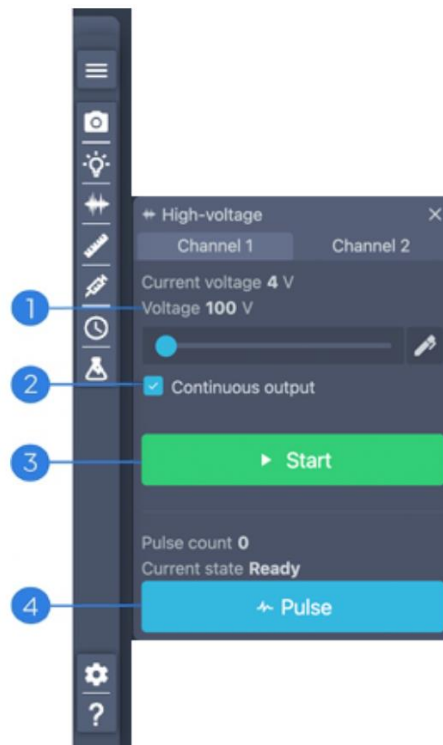 High-voltage
Channel 1 Channel 2
Current voltage 4 V
1
Voltage 100 V
2
Continuous output
3
Start
Pulse count 0
Current state Ready
4
Pulse
?